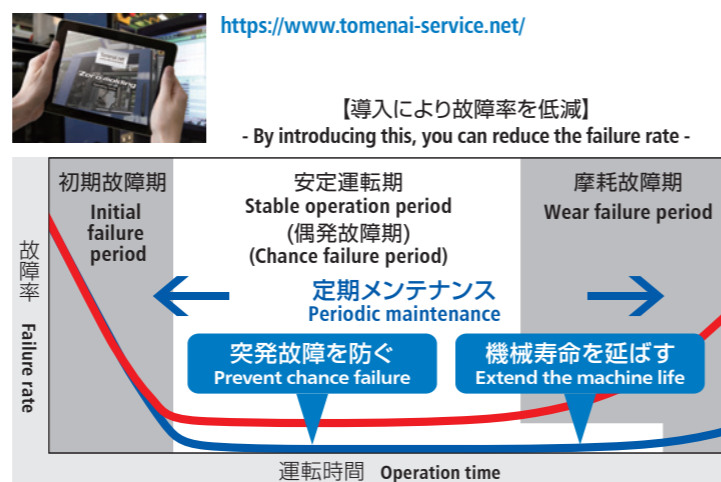 https://www.tomenai-service.net/
Tomenai.net
Zero molding
【導入により故障率を低減】
- By introducing this, you can reduce the failure rate -
初期故障期
Initial
failure
period
安定運転期
Stable operation period
(偶発故障期)
(Chance failure period)
摩耗故障期
Wear failure period
故障率 Failure rate
定期メンテナンス
Periodic maintenance
突発故障を防ぐ
Prevent chance failure
機械寿命を延ばす
Extend the machine life
運転時間 Operation time